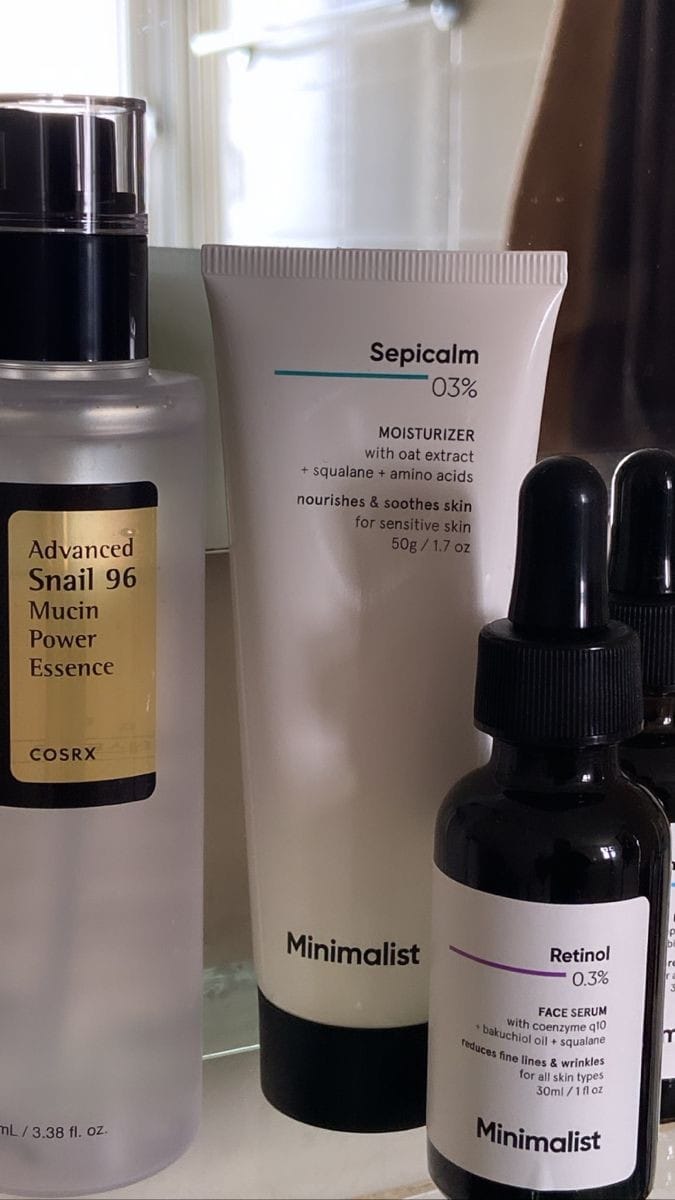 Advanced
Snail 96
Mucin
Power
Essence
COSRX
mL / 3.38 fl. oz.
Sepicalm
03%
MOISTURIZER
with oat extract
+ squalane + amino acids
nourishes & soothes skin
for sensitive skin
50g / 1.7 oz
Minimalist
Retinol
0.3%
FACE SERUM
with coenzyme q10
+ bakuchiol oil + squalane
reduces fine lines & wrinkles
for all skin types
30ml / 1 fl oz
Minimalist